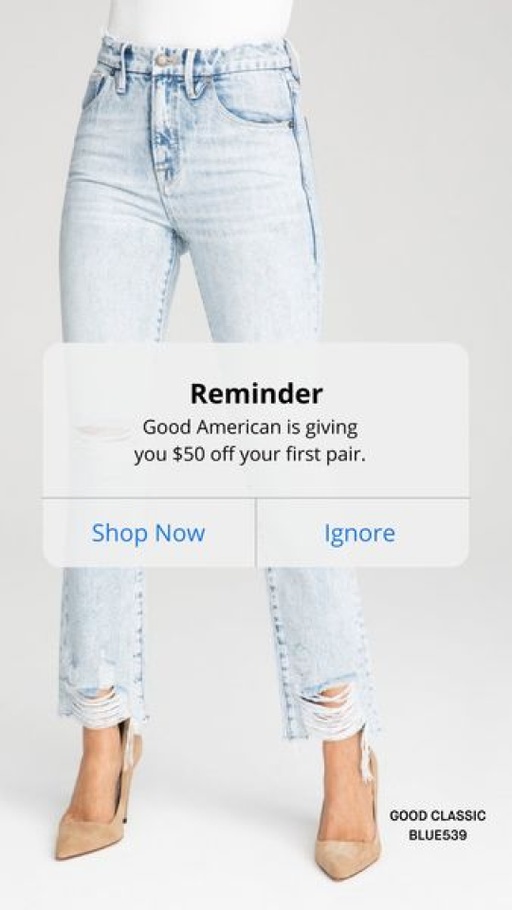 Reminder
Good American is giving
you $50 off your first pair.
Shop Now
Ignore
GOOD CLASSIC
BLUE539